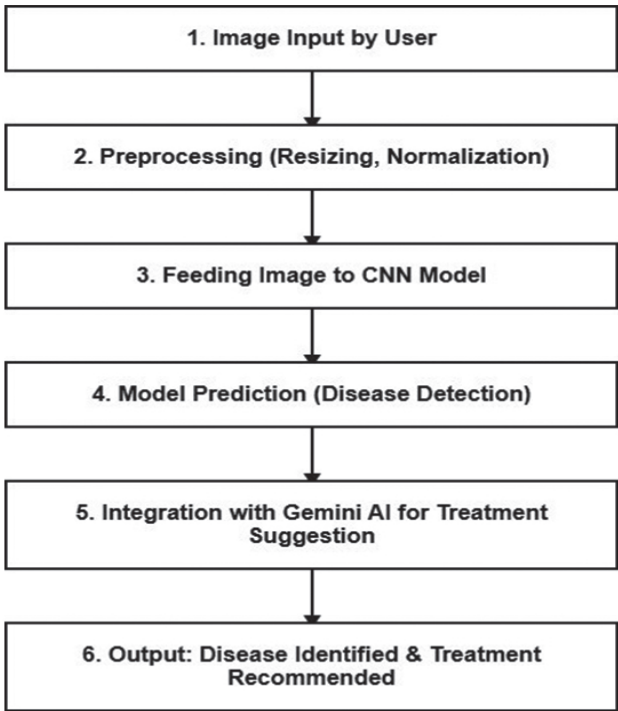 1. Image Input by User
2. Preprocessing (Resizing, Normalization)
3. Feeding Image to CNN Model
4. Model Prediction (Disease Detection)
5. Integration with Gemini AI for Treatment
Suggestion
6. Output: Disease Identified & Treatment
Recommended